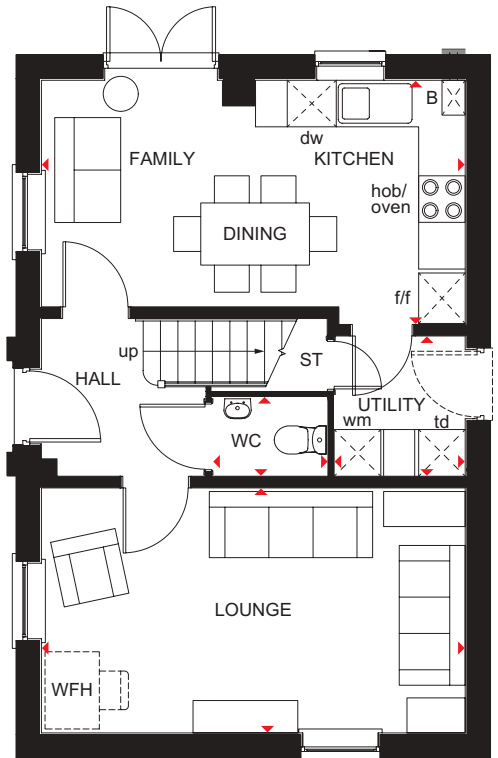 B
dw
FAMILY
KITCHEN
hob/
oven
DINING
f/f
up
ST
HALL
UTILITY
wm
td
WC
LOUNGE
WFH